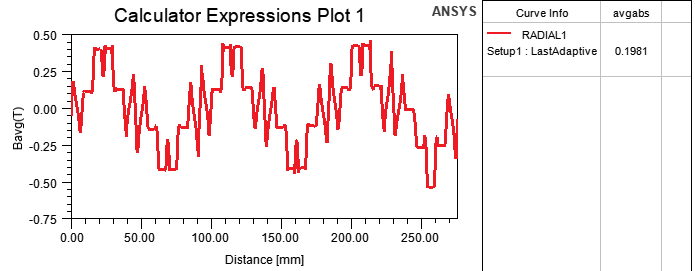 Calculator Expressions Plot 1
ANSYS
Curve Info
avgabs
RADIAL1
Setup1 : LastAdaptive
0.1981
0.50
0.25
0.00
-0.25
-0.50
-0.75
Bavg(T)
0.00
50.00
100.00
150.00
200.00
250.00
Distance [mm]